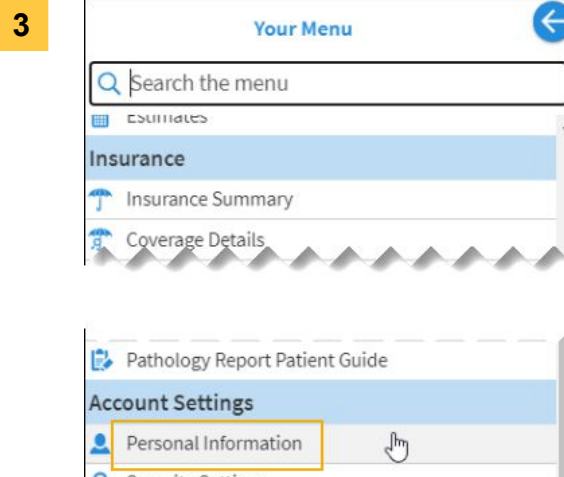 3
Your Menu
Search the menu
Estimates
Insurance
Insurance Summary
Coverage Details
Pathology Report Patient Guide
Account Settings
Personal Information